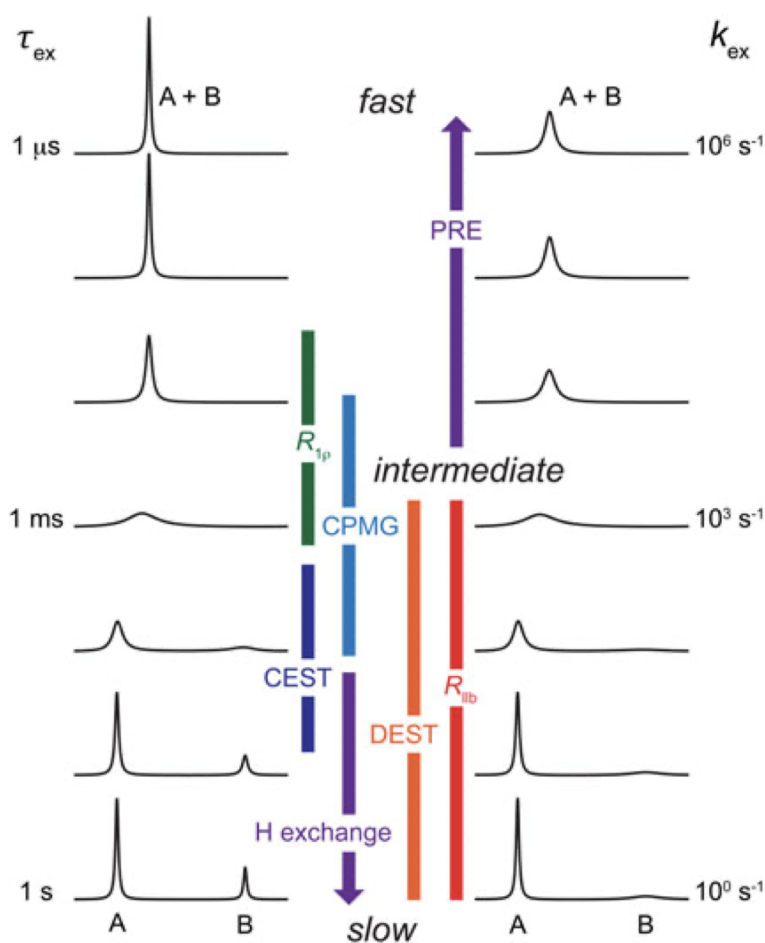 τex
kex
A + B
fast
A + B
1 μs
10⁶ s⁻¹
PRE
R1ρ
intermediate
1 ms
CPMG
10³ s⁻¹
CEST
RIIb
DEST
H exchange
1 s
10⁰ s⁻¹
A
B
slow
A
B